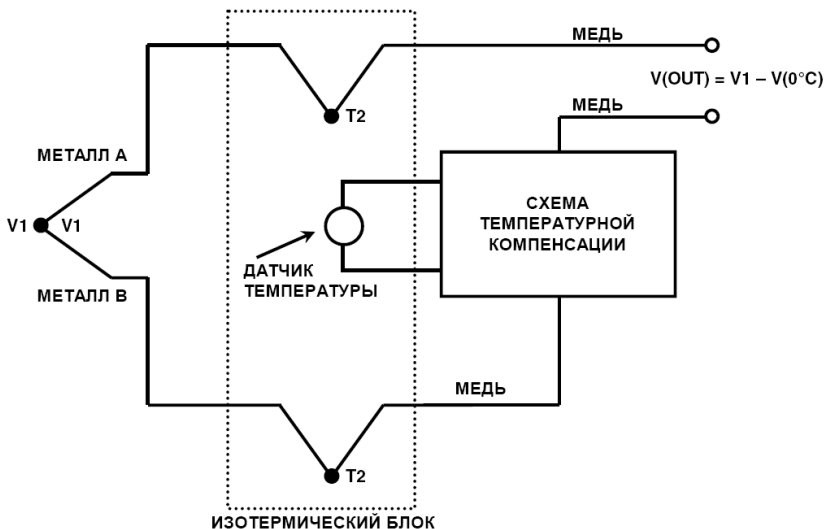 МЕДЬ
V(OUT) = V1 – V(0°C)
МЕДЬ
T2
МЕТАЛЛ А
V1 V1
МЕТАЛЛ В
СХЕМА
ТЕМПЕРАТУРНОЙ
КОМПЕНСАЦИИ
ДАТЧИК
ТЕМПЕРАТУРЫ
МЕДЬ
T2
ИЗОТЕРМИЧЕСКИЙ БЛОК